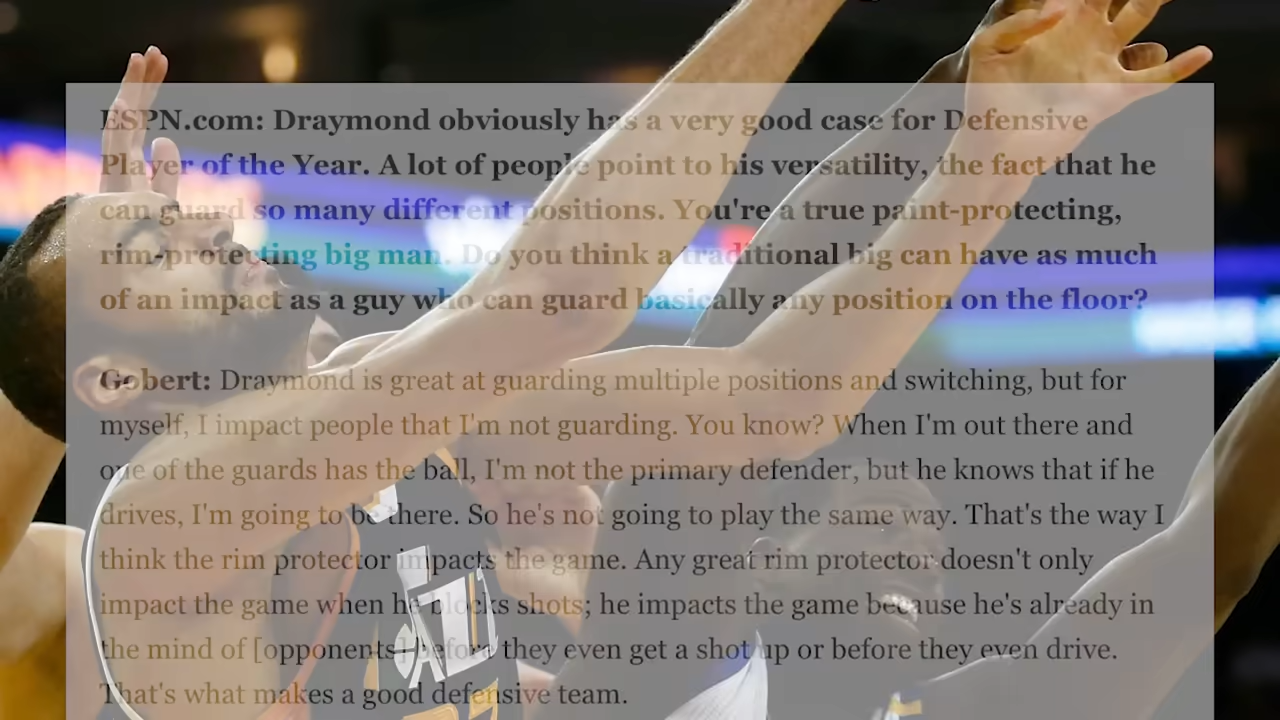 ESPN.com: Draymond obviously has a very good case for Defensive
Player of the Year. A lot of people point to his versatility, the fact that he
can guard so many different positions. You're a true paint-protecting,
rim-protecting big man. Do you think a traditional big can have as much
of an impact as a guy who can guard basically any position on the floor?
Gobert: Draymond is great at guarding multiple positions and switching, but for
myself, I impact people that I'm not guarding. You know? When I'm out there and
one of the guards has the ball, I'm not the primary defender, but he knows that if he
drives, I'm going to be there. So he's not going to play the same way. That's the way I
think the rim protector impacts the game. Any great rim protector doesn't only
impact the game when he blocks shots; he impacts the game because he's already in
the mind of [opponents] before they even get a shot up or before they even drive.
That's what makes a good defensive team.